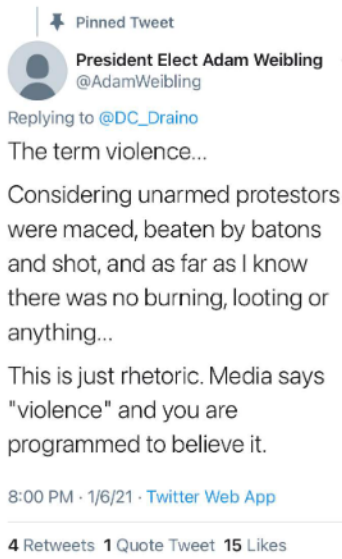 Pinned Tweet
President Elect Adam Weibling
@AdamWeibling
Replying to @DC_Draino
The term violence...
Considering unarmed protestors
were maced, beaten by batons
and shot, and as far as I know
there was no burning, looting or
anything...
This is just rhetoric. Media says
"violence" and you are
programmed to believe it.
8:00 PM · 1/6/21 · Twitter Web App
4 Retweets 1 Quote Tweet 15 Likes